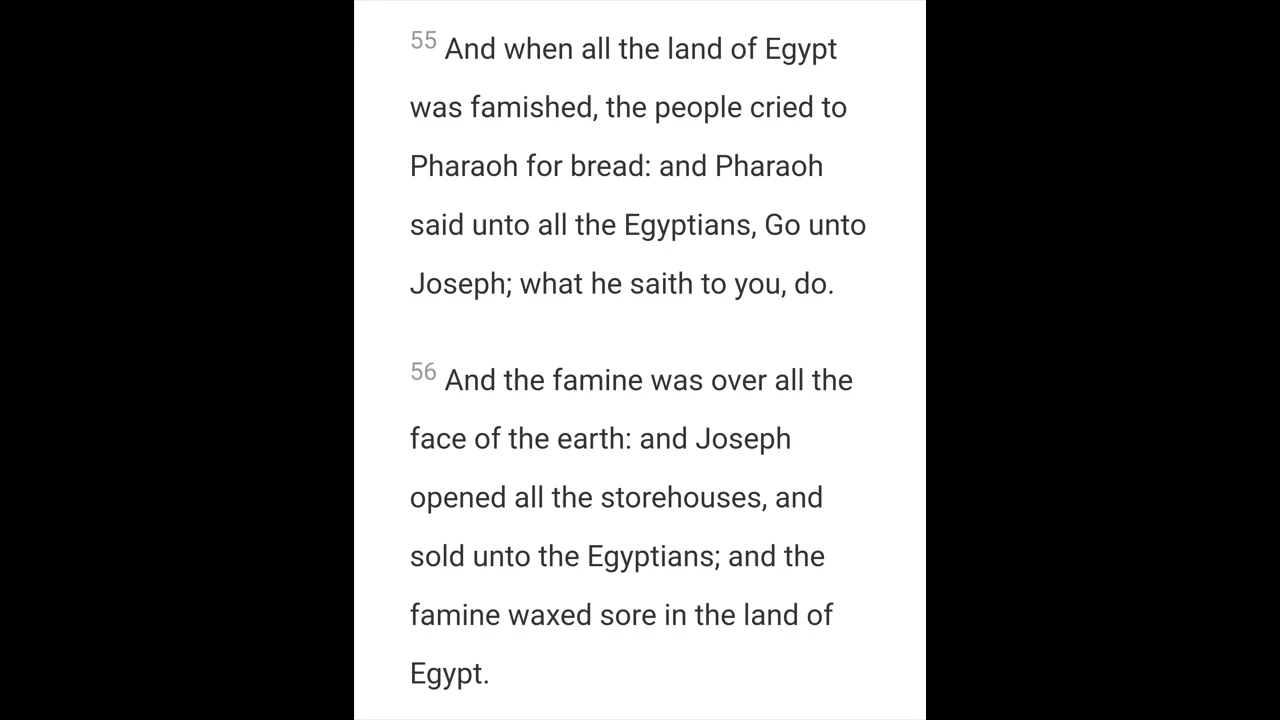 55 And when all the land of Egypt
was famished, the people cried to
Pharaoh for bread: and Pharaoh
said unto all the Egyptians, Go unto
Joseph; what he saith to you, do.
56 And the famine was over all the
face of the earth: and Joseph
opened all the storehouses, and
sold unto the Egyptians; and the
famine waxed sore in the land of
Egypt.